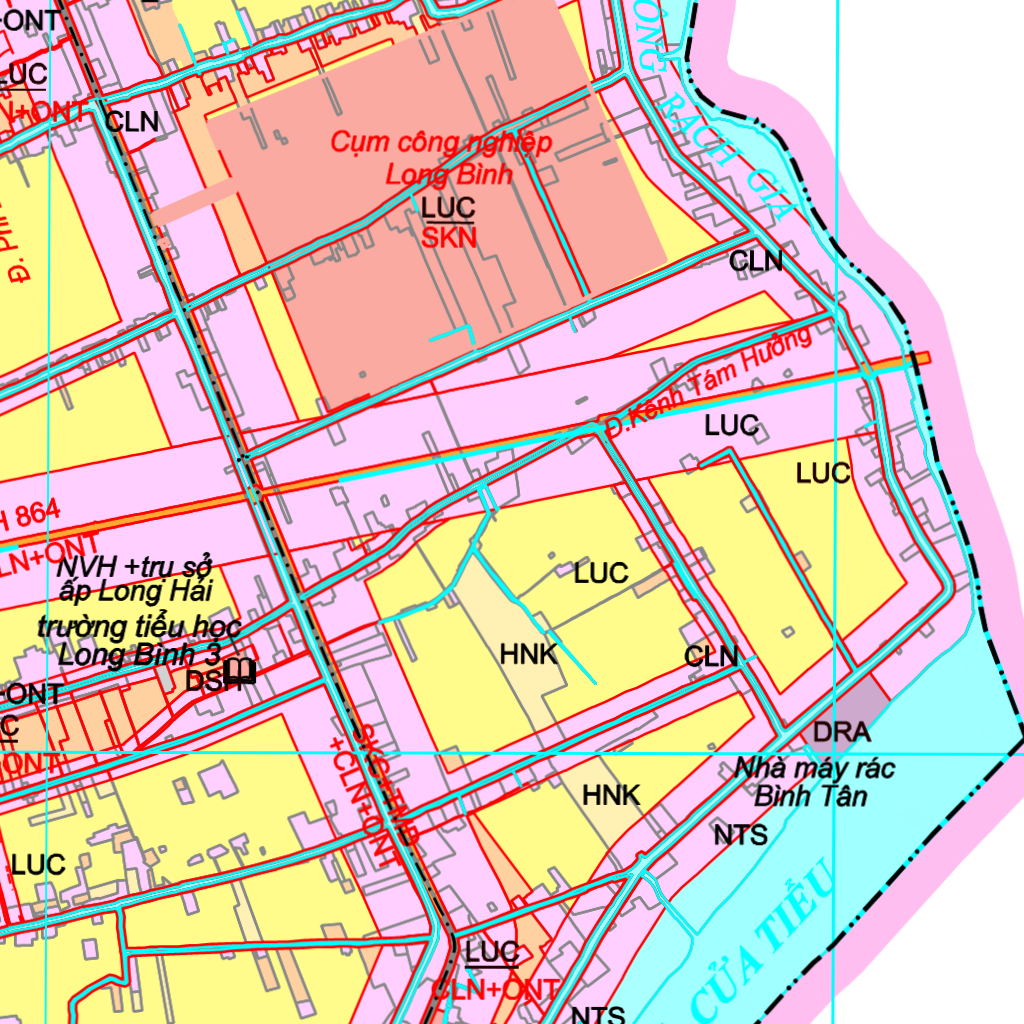 +ONT
LUC
N+ONT
CLN
Cụm công nghiệp
Long Bình
LUC
SKN
ÔNG RẠCH GIÁ
CLN
G. Phụ
Đ.Kênh Tám Hưởng
LUC
LUC
H 864
LN+ONT
NVH +trụ sở
ấp Long Hải
trường tiểu học
Long Bình 3
DSH
LUC
HNK
CLN
+ONT
C
ONT
SKC+TMD
+CLN+ONT
DRA
Nhà máy rác
Bình Tân
HNK
NTS
LUC
CỬA TIỂU
LUC
CLN+ONT
NTS